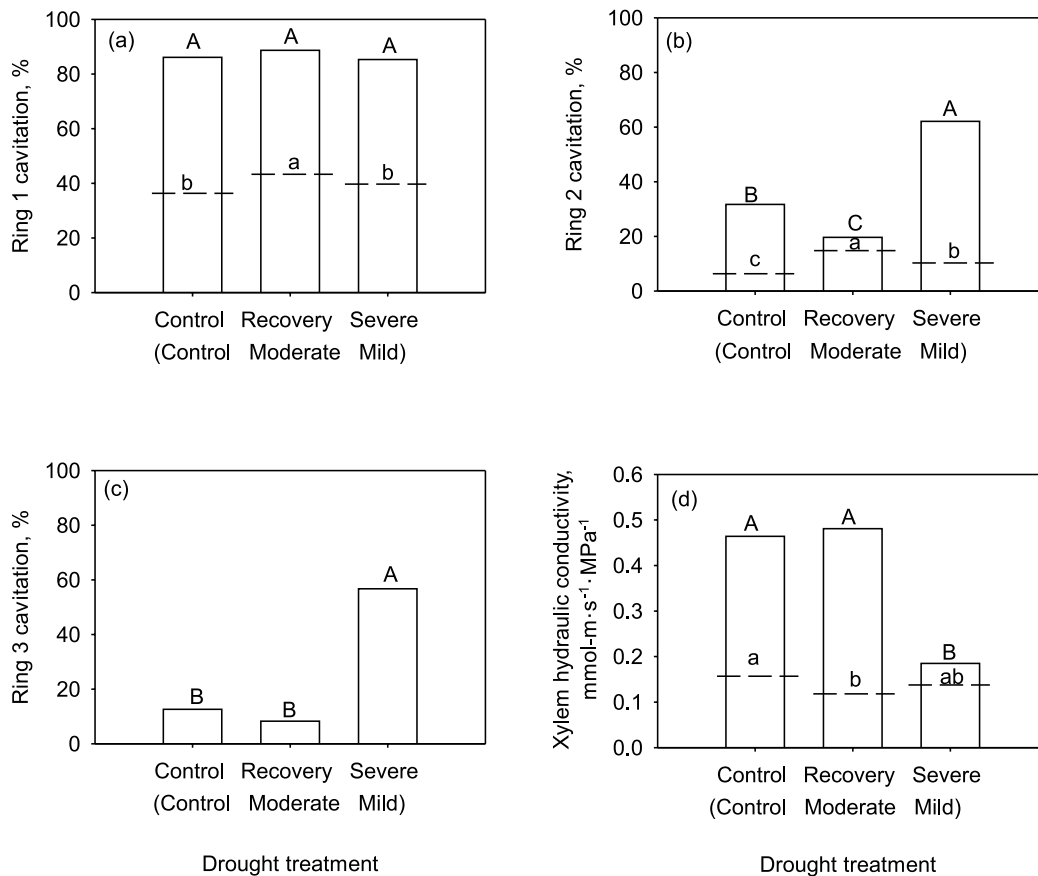 (a)
Ring 1 cavitation, %
100
80
60
40
20
0
A
A
A
b
a
b
Control Recovery Severe
(Control Moderate Mild)
(b)
Ring 2 cavitation, %
100
80
60
40
20
0
B
C
A
c
a
b
Control Recovery Severe
(Control Moderate Mild)
(c)
Ring 3 cavitation, %
100
80
60
40
20
0
B
B
A
Control Recovery Severe
(Control Moderate Mild)
Drought treatment
(d)
Xylem hydraulic conductivity,
mmol-m·s⁻¹·MPa⁻¹
0.6
0.5
0.4
0.3
0.2
0.1
0.0
A
A
B
a
b
ab
Control Recovery Severe
(Control Moderate Mild)
Drought treatment